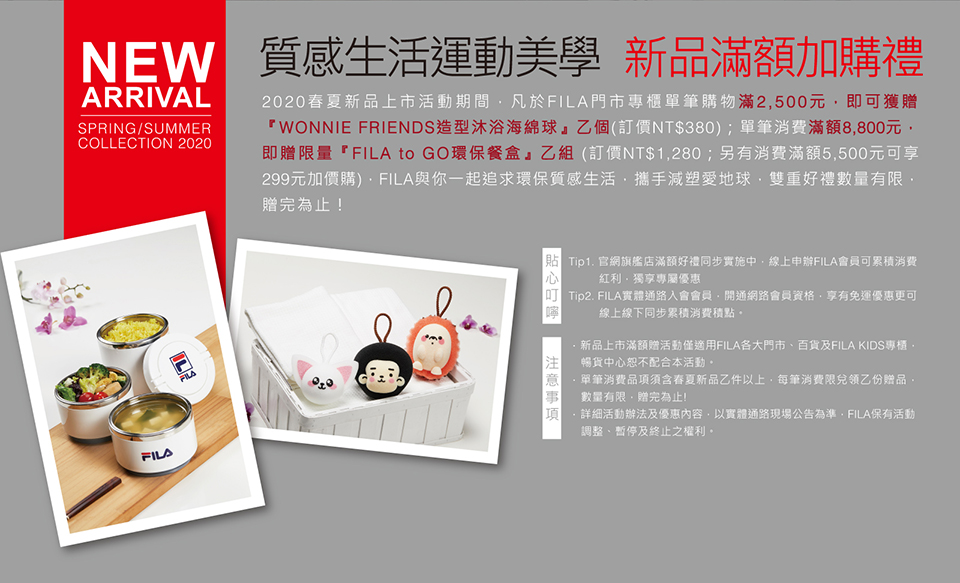 NEW
ARRIVAL
SPRING/SUMMER
COLLECTION 2020
質感生活運動美學 新品滿額加購禮
2020春夏新品上市活動期間，凡於FILA門市專櫃單筆購物滿2,500元，即可獲贈
『WONNIE FRIENDS造型沐浴海綿球』乙個(訂價NT$380)；單筆消費滿額8,800元，
即贈限量『FILA to GO環保餐盒』乙組 (訂價NT$1,280；另有消費滿額5,500元可享
299元加價購)，FILA與你一起追求環保質感生活，攜手減塑愛地球，雙重好禮數量有限，
贈完為止！
貼心叮嚀
Tip1. 官網旗艦店滿額好禮同步實施中，線上申辦FILA會員可累積消費
紅利，獨享專屬優惠
Tip2. FILA實體通路入會會員，開通網路會員資格，享有免運優惠更可
線上線下同步累積消費積點。
注意事項
· 新品上市滿額贈活動僅適用FILA各大門市、百貨及FILA KIDS專櫃，
暢貨中心恕不配合本活動。
· 單筆消費品項須含春夏新品乙件以上，每筆消費限兌領乙份贈品，
數量有限，贈完為止!
· 詳細活動辦法及優惠內容，以實體通路現場公告為準，FILA保有活動
調整、暫停及終止之權利。
FILA
FILA